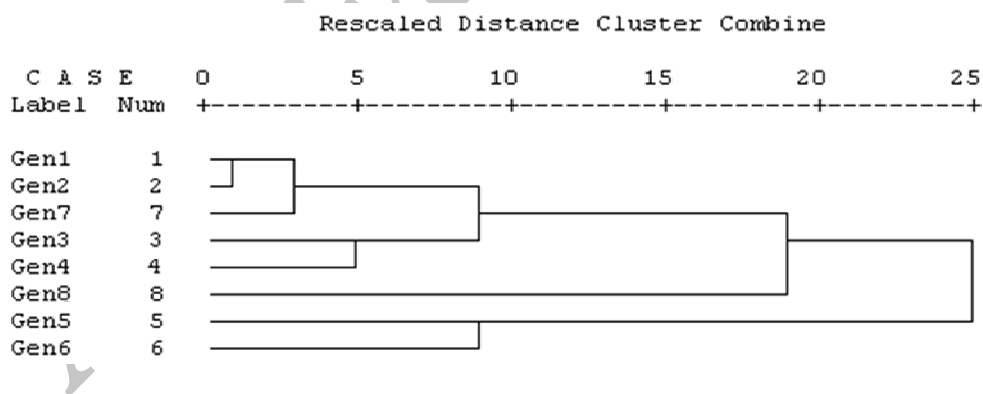 Rescaled Distance Cluster Combine
C A S E 0 5 10 15 20 25
Label Num +---------+---------+---------+---------+---------+
Gen1 1
Gen2 2
Gen7 7
Gen3 3
Gen4 4
Gen8 8
Gen5 5
Gen6 6